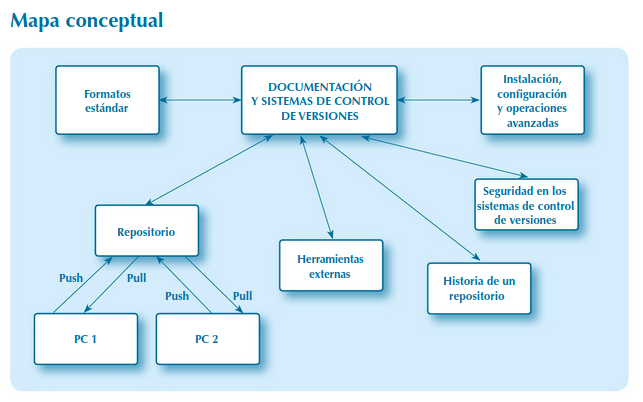 Mapa conceptual
Formatos
estándar
DOCUMENTACIÓN
Y SISTEMAS DE CONTROL
DE VERSIONES
Instalación,
configuración
y operaciones
avanzadas
Seguridad en los
sistemas de control
de versiones
Repositorio
Herramientas
externas
Historia de un
repositorio
Push
Pull
Push
Pull
PC 1
PC 2